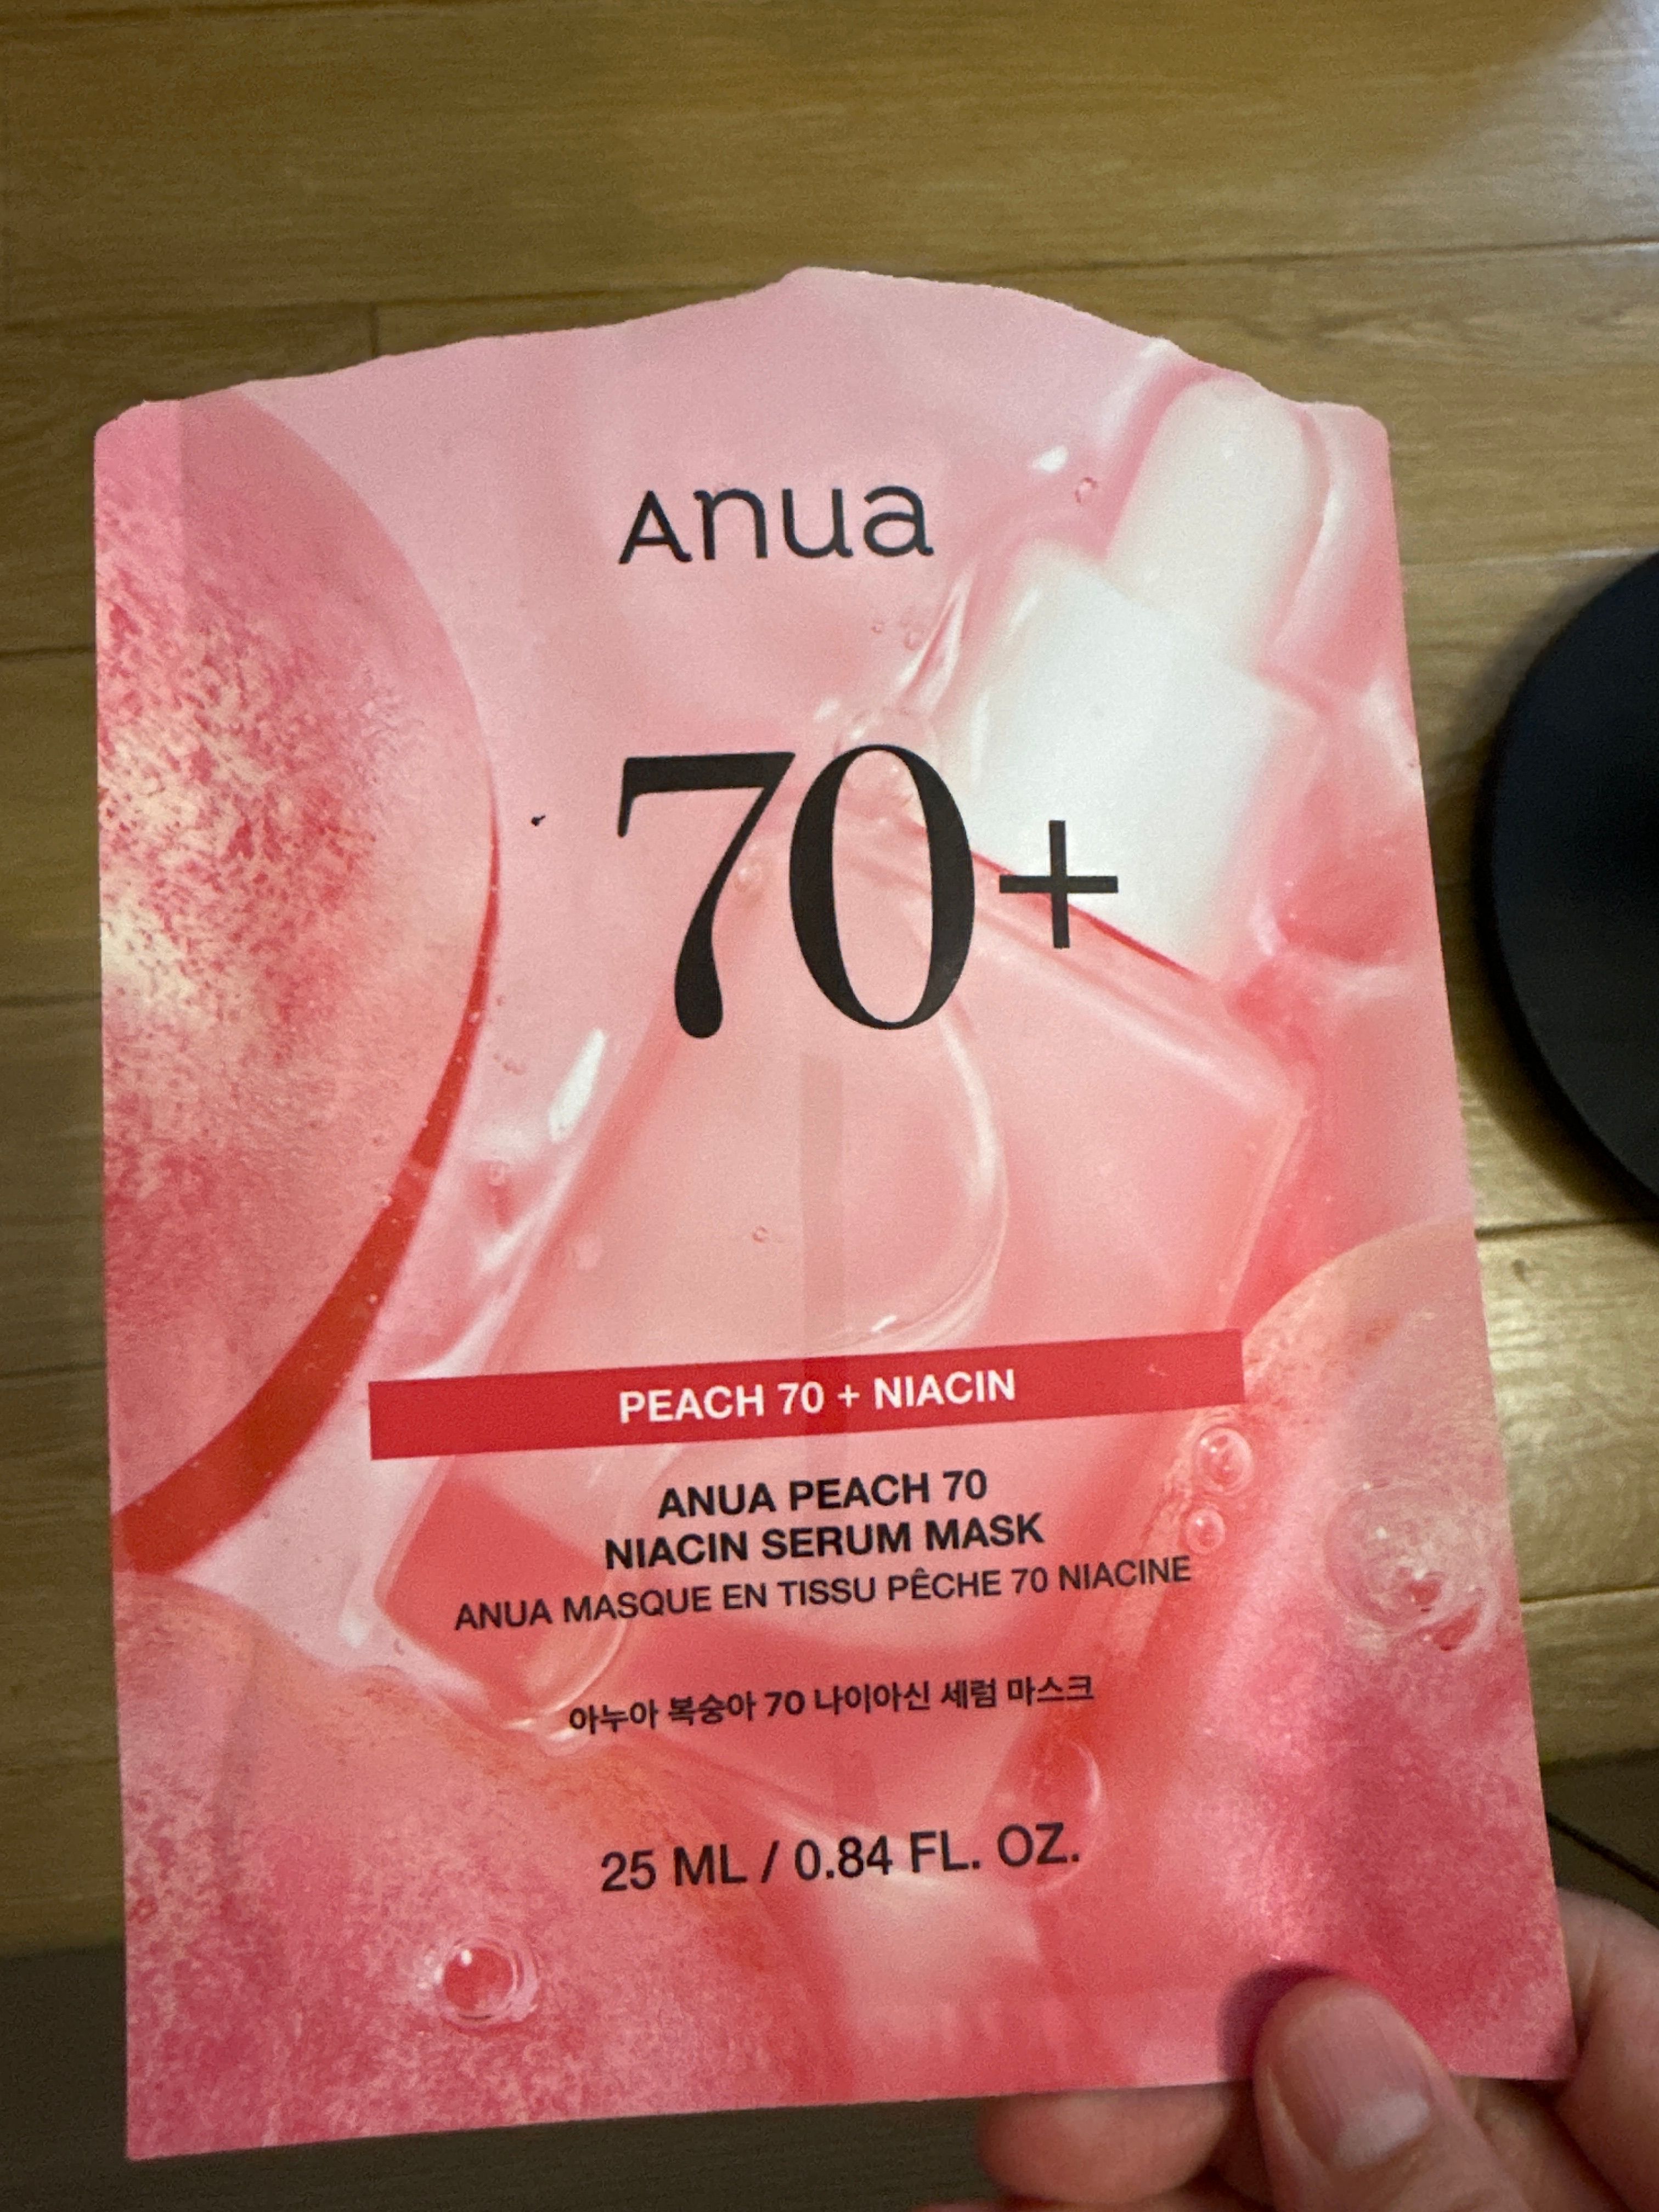 Anua
70+
PEACH 70 + NIACIN
ANUA PEACH 70
NIACIN SERUM MASK
ANUA MASQUE EN TISSU PÊCHE 70 NIACINE
아누아 복숭아 70 나이아신 세럼 마스크
25 ML / 0.84 FL. OZ.